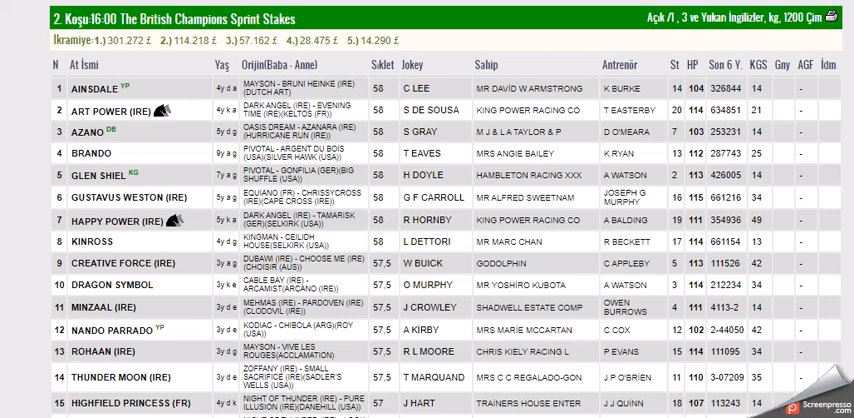 2. Koşu:16:00 The British Champions Sprint Stakes Açık /1 , 3 ve Yukarı İngilizler, kg, 1200 Çim
İkramiye:1.) 301.272 £ 2.) 114.218 £ 3.) 57.162 £ 4.) 28.475 £ 5.) 14.290 £
N At İsmi Yaş Orijin(Baba - Anne) Sıklet Jokey Sahip Antrenör St HP Son 6 Y. KGS Gny AGF İdm
1 AINSDALE YP 4y d a MAYSON - BRUNI HEINKE (IRE) (DUTCH ART) 58 C LEE MR DAVİD W ARMSTRONG K BURKE 14 104 326844 14 -
2 ART POWER (IRE) 4y k a DARK ANGEL (IRE) - EVENING TIME (IRE)(KELTOS (FR)) 58 S DE SOUSA KING POWER RACING CO T EASTERBY 20 114 634851 21 -
3 AZANO DB 5y d g OASIS DREAM - AZANARA (IRE) (HURRICANE RUN (IRE)) 58 S GRAY M J & L A TAYLOR & P D O'MEARA 7 103 253231 14 -
4 BRANDO 9y a g PIVOTAL - ARGENT DU BOIS (USA)(SILVER HAWK (USA)) 58 T EAVES MRS ANGIE BAILEY K RYAN 13 112 287743 25 -
5 GLEN SHIEL KG 7y a g PIVOTAL - GONFILIA (GER)(BIG SHUFFLE (USA)) 58 H DOYLE HAMBLETON RACING XXX A WATSON 2 113 426005 14 -
6 GUSTAVUS WESTON (IRE) 5y a g EQUIANO (FR) - CHRISSYCROSS (IRE)(CAPE CROSS (IRE)) 58 G F CARROLL MR ALFRED SWEETNAM JOSEPH G MURPHY 16 115 661216 34 -
7 HAPPY POWER (IRE) 5y k a DARK ANGEL (IRE) - TAMARISK (GER)(SELKIRK (USA)) 58 R HORNBY KING POWER RACING CO A BALDING 19 111 354936 49 -
8 KINROSS 4y d g KINGMAN - CEILIDH HOUSE(SELKIRK (USA)) 58 L DETTORI MR MARC CHAN R BECKETT 17 114 661154 13 -
9 CREATIVE FORCE (IRE) 3y a g DUBAWI (IRE) - CHOOSE ME (IRE) (CHOISIR (AUS)) 57,5 W BUICK GODOLPHIN C APPLEBY 5 113 111526 42 -
10 DRAGON SYMBOL 3y k e CABLE BAY (IRE) - ARCAMIST(ARCANO (IRE)) 57,5 O MURPHY MR YOSHİRO KUBOTA A WATSON 3 114 212234 34 -
11 MINZAAL (IRE) 3y d e MEHMAS (IRE) - PARDOVEN (IRE) (CLODOVIL (IRE)) 57,5 J CROWLEY SHADWELL ESTATE COMP OWEN BURROWS 4 111 4113-2 14 -
12 NANDO PARRADO YP 3y d e KODIAC - CHIBOLA (ARG)(ROY (USA)) 57,5 A KİRBY MRS MARİE MCCARTAN C COX 12 102 2-44050 42 -
13 ROHAAN (IRE) 3y d g MAYSON - VIVE LES ROUGES(ACCLAMATION) 57,5 R L MOORE CHRIS KIELY RACING L P EVANS 15 114 111095 34 -
14 THUNDER MOON (IRE) 3y d e ZOFFANY (IRE) - SMALL SACRIFICE (IRE)(SADLER'S WELLS (USA)) 57,5 T MARQUAND MRS C C REGALADO-GON J P O'BRİEN 11 110 3-07209 35 -
15 HIGHFIELD PRINCESS (FR) 4y d k NIGHT OF THUNDER (IRE) - PURE ILLUSION (IRE)(DANEHILL (USA)) 57 J HART TRAİNERS HOUSE ENTER J J QUİNN 18 107 113243 14 -
Screenpresso
.com